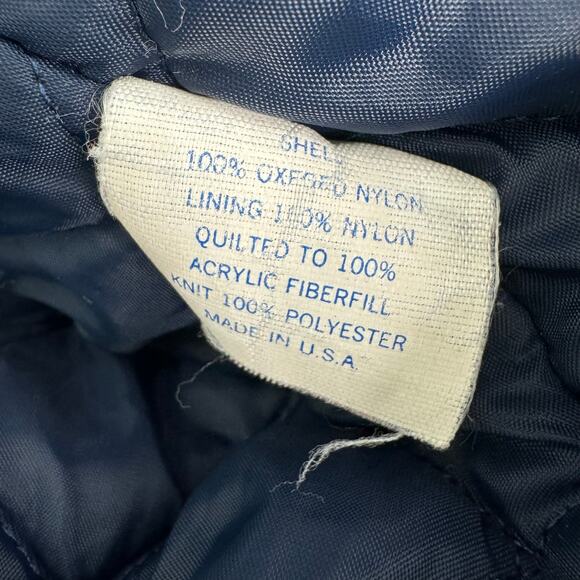 SHELL
100% OXFORD NYLON
LINING 100% NYLON
QUILTED TO 100%
ACRYLIC FIBERFILL
KNIT 100% POLYESTER
MADE IN U.S.A.